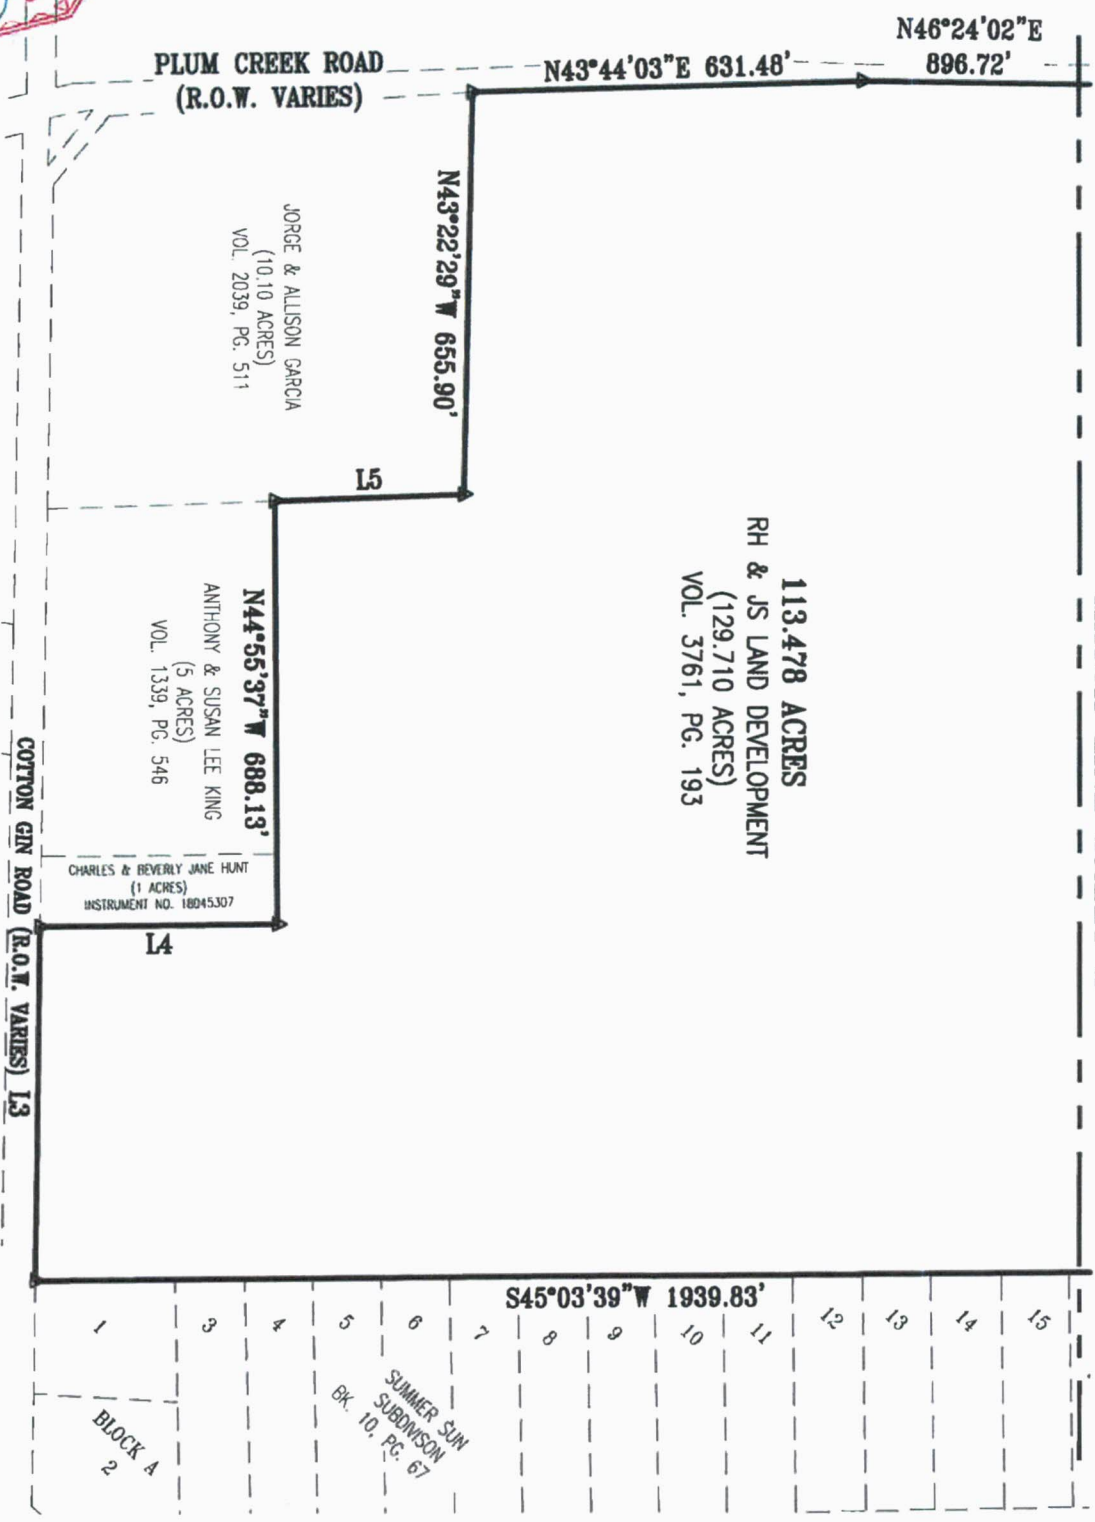 N46°24'02"E
896.72'
PLUM CREEK ROAD
(R.O.W. VARIES)
N43°44'03"E 631.48'
N43°22'29"W 655.90'
JORGE & ALLISON GARCIA
(10.10 ACRES)
VOL. 2039, PG. 511
L5
113.478 ACRES
RH & JS LAND DEVELOPMENT
(129.710 ACRES)
VOL. 3761, PG. 193
N44°55'37"W 688.13'
ANTHONY & SUSAN LEE KING
(5 ACRES)
VOL. 1339, PG. 546
CHARLES & BEVERLY JANE HUNT
(1 ACRES)
INSTRUMENT NO. 18045307
L4
COTTON GIN ROAD (R.O.W. VARIES) L3
S45°03'39"W 1939.83'
1
3
4
5
6
7
8
9
10
11
12
13
14
15
SUMMER SUN
SUBDIVISON
BK. 10, PG. 67
BLOCK A
2